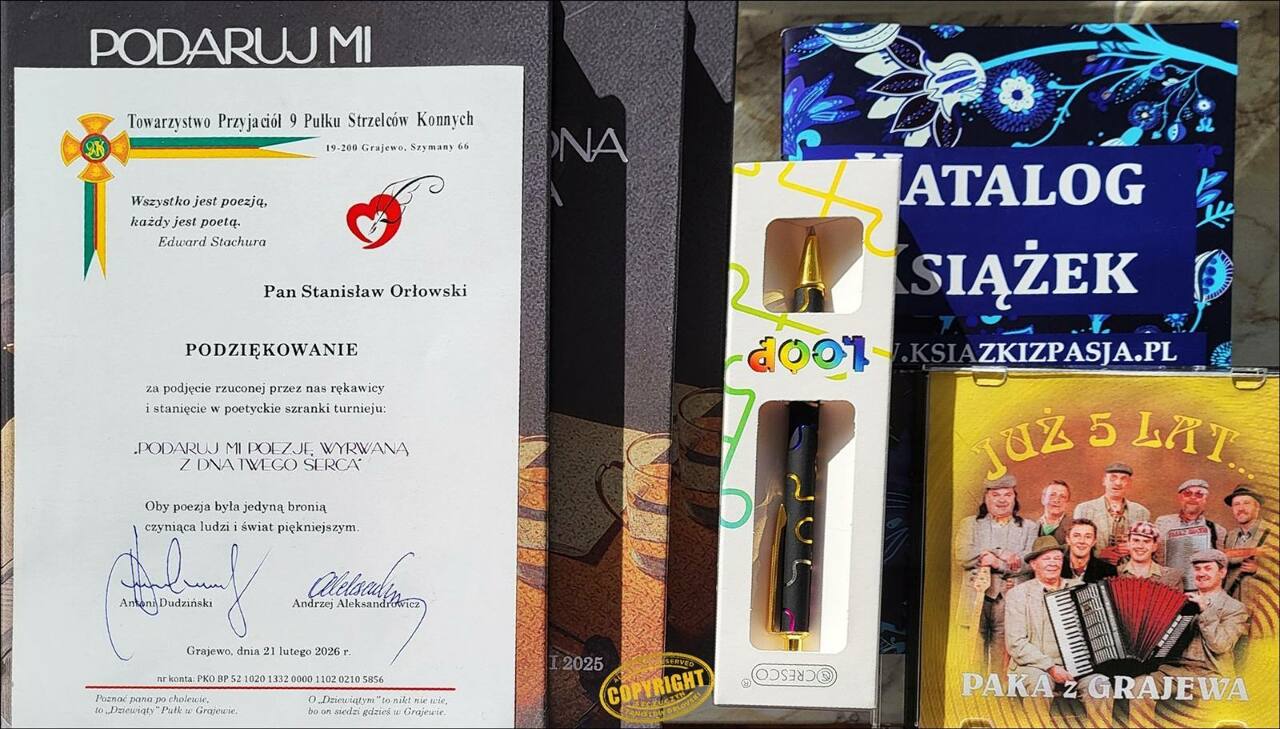 PODARUJ MI
Towarzystwo Przyjaciół 9 Pułku Strzelców Konnych
19-200 Grajewo, Szymany 66
Wszystko jest poezją,
każdy jest poetą.
Edward Stachura
Pan Stanisław Orłowski
PODZIĘKOWANIE
za podjęcie rzuconej przez nas rękawicy
i stanięcie w poetyckie szranki turnieju:
„PODARUJ MI POEZJĘ WYRWANĄ
Z DNA TWEGO SERCA"
Oby poezja była jedyną bronią
czyniąca ludzi i świat piękniejszym.
Antoni Dudziński
Andrzej Aleksandrowicz
Grajewo, dnia 21 lutego 2026 r.
nr konta: PKO BP 52 1020 1332 0000 1102 0210 5856
Poznać pana po cholewie,
to „Dziewiąty" Pułk w Grajewie.
O „Dziewiątym" to nikt nie wie,
bo on siedzi gdzieś w Grajewie.
DNA
A
I 2025
COPYRIGHT
LOOP
CRESCO
KATALOG
KSIĄŻEK
.KSIAZKIZPASJA.PL
JUŻ 5 LAT...
PAKA z GRAJEWA